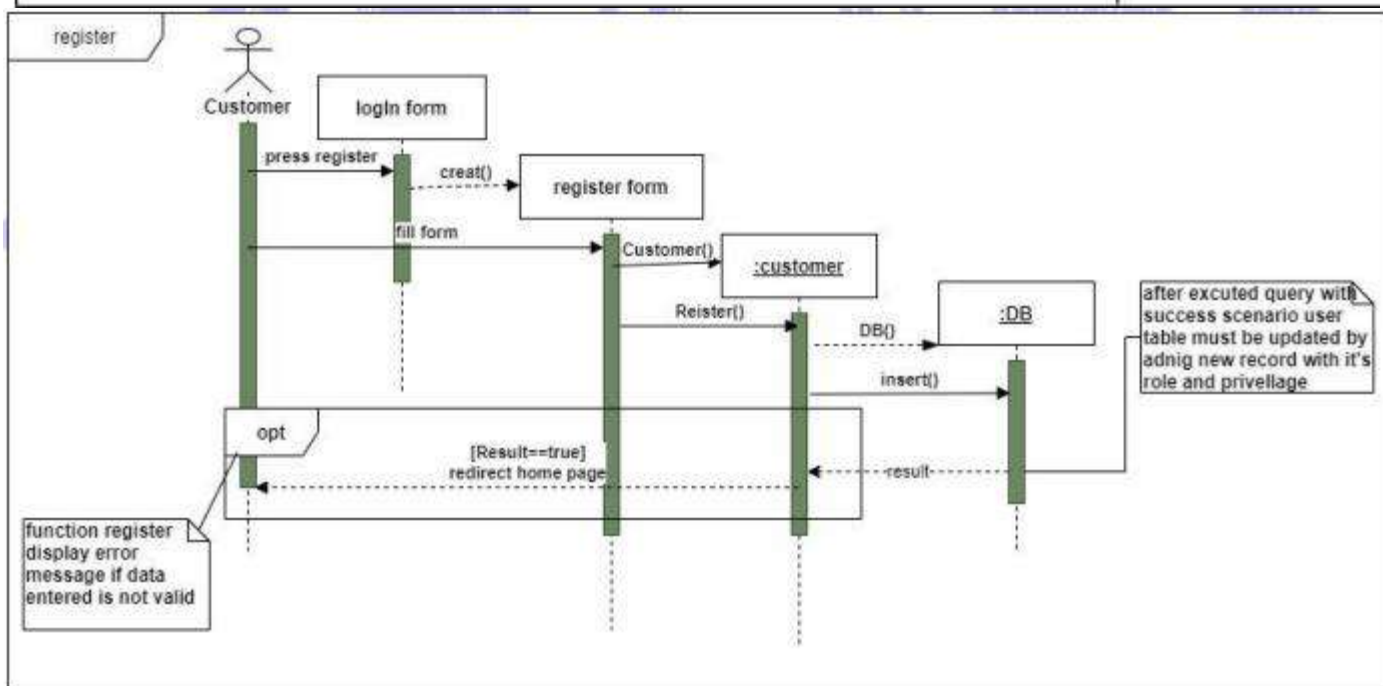 register
Customer
logIn form
press register
creat()
register form
fill form
Customer()
:customer
Reister()
DB()
:DB
after excuted query with
success scenario user
table must be updated by
adnig new record with it's
role and privellage
insert()
opt
[Result==true]
redirect home page
result
function register
display error
message if data
entered is not valid